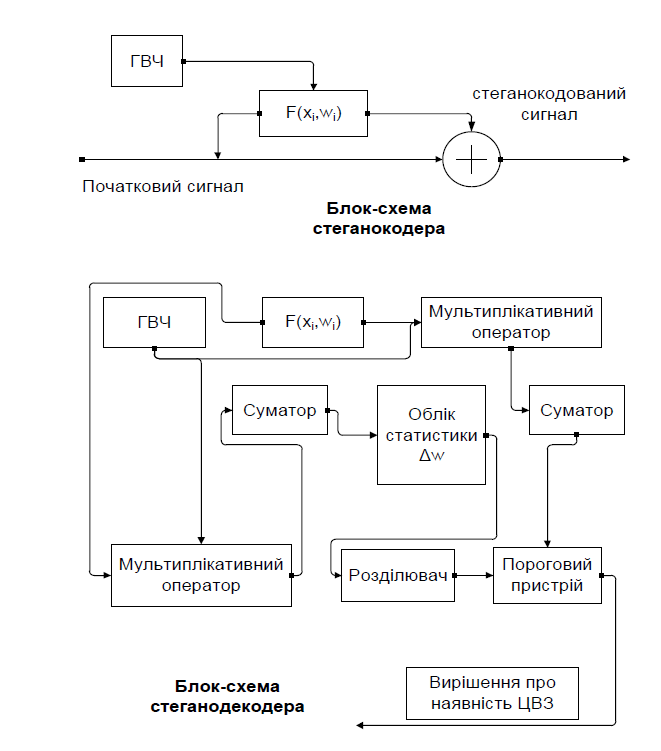 ГВЧ
F(xi,wi)
стеганокодований
сигнал
Початковий сигнал
Блок-схема
стеганокодера
ГВЧ
F(xi,wi)
Мультиплікативний
оператор
Суматор
Облік
статистики
Δw
Суматор
Мультиплікативний
оператор
Розділювач
Пороговий
пристрій
Блок-схема
стеганодекодера
Вирішення про
наявність ЦВЗ